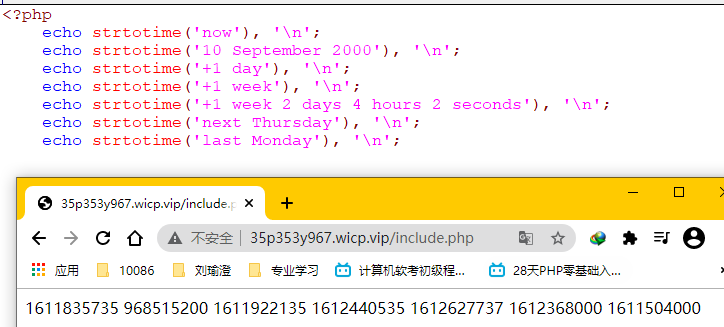 <?php
echo strtotime('now'), '\n';
echo strtotime('10 September 2000'), '\n';
echo strtotime('+1 day'), '\n';
echo strtotime('+1 week'), '\n';
echo strtotime('+1 week 2 days 4 hours 2 seconds'), '\n';
echo strtotime('next Thursday'), '\n';
echo strtotime('last Monday'), '\n';
35p353y967.wicp.vip/include.p
不安全 35p353y967.wicp.vip/include.php
应用 10086 刘瑜澄 专业学习 计算机软考初级程... 28天PHP零基础入...
1611835735 968515200 1611922135 1612440535 1612627737 1612368000 1611504000